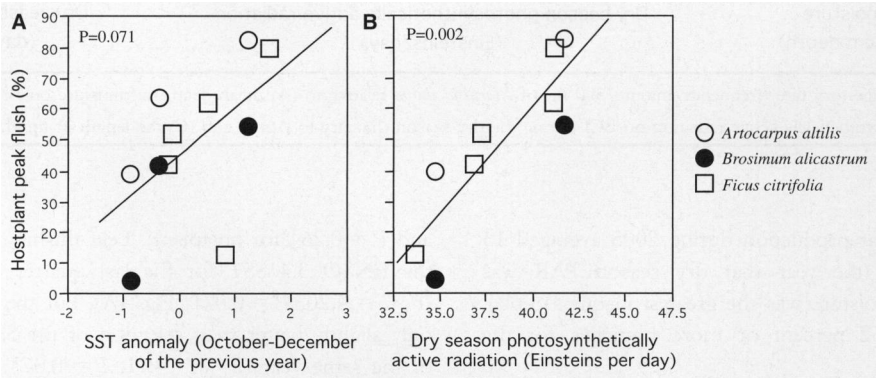 A
P=0.071
Hostplant peak flush (%)
90
80
70
60
50
40
30
20
10
0
-2 -1 0 1 2 3
SST anomaly (October-December
of the previous year)
B
P=0.002
32.5 35.0 37.5 40.0 42.5 45.0 47.5
Dry season photosynthetically
active radiation (Einsteins per day)
Artocarpus altilis
Brosimum alicastrum
Ficus citrifolia